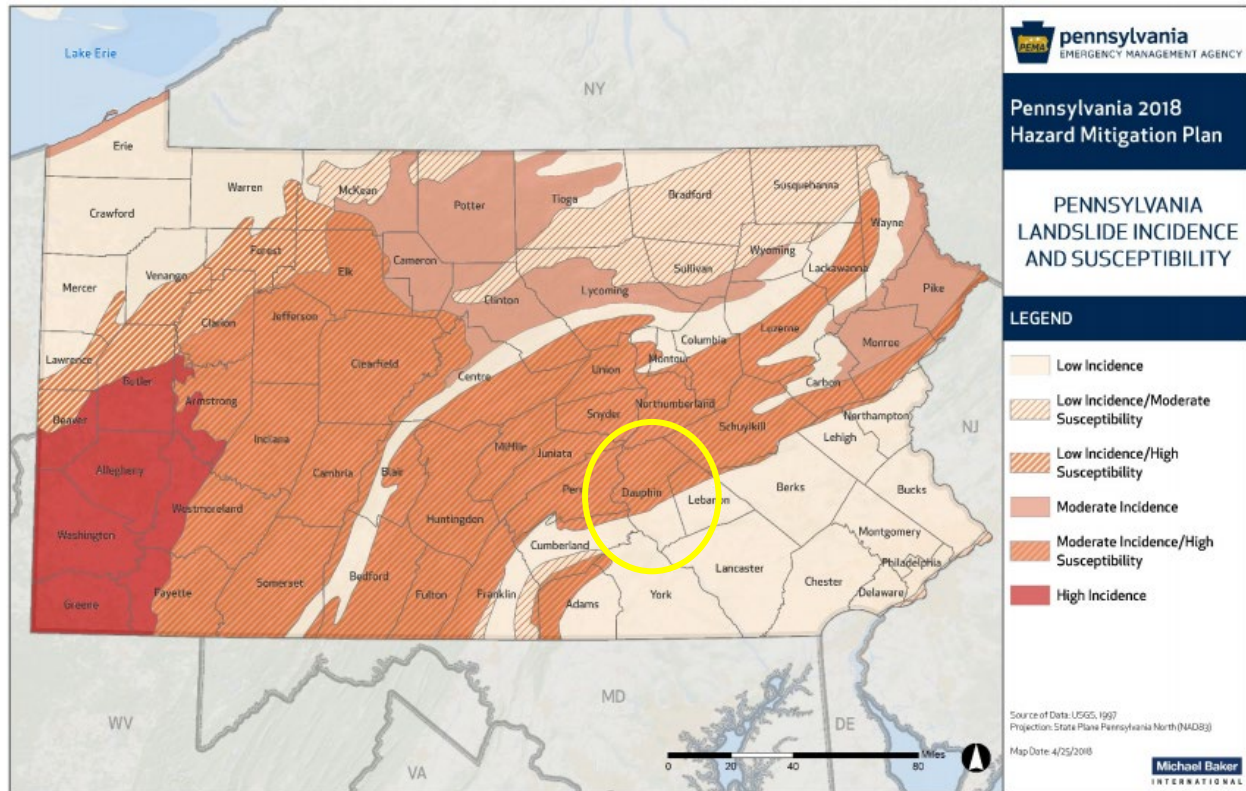 Lake Erie
NY
Erie
Crawford
Warren
McKean
Potter
Tioga
Bradford
Susquehanna
Wayne
Wyoming
Lackawanna
Sullivan
Pike
Forest
Elk
Cameron
Venango
Mercer
Clinton
Lycoming
Clarion
Jefferson
Clearfield
Lawrence
Butler
Centre
Columbia
Luzerne
Monroe
Montour
Union
Carbon
Armstrong
Beaver
Northumberland
Northampton
Snyder
Schuylkill
Lehigh
NJ
Indiana
Mifflin
Juniata
Allegheny
Cambria
Blair
Perry
Dauphin
Lebanon
Berks
Bucks
Westmoreland
Huntingdon
Washington
Cumberland
Montgomery
Lancaster
Philadelphia
Somerset
Bedford
Fulton
Franklin
Chester
Delaware
Greene
Fayette
Adams
York
WV
MD
DE
VA
0 20 40 80
Miles
pennsylvania
PEMA
EMERGENCY MANAGEMENT AGENCY
Pennsylvania 2018
Hazard Mitigation Plan
PENNSYLVANIA
LANDSLIDE INCIDENCE
AND SUSCEPTIBILITY
LEGEND
Low Incidence
Low Incidence/Moderate
Susceptibility
Low Incidence/High
Susceptibility
Moderate Incidence
Moderate Incidence/High
Susceptibility
High Incidence
Source of Data: USGS, 1997
Projection: State Plane Pennsylvania North (NAD83)
Map Date: 4/25/2018
Michael Baker
INTERNATIONAL